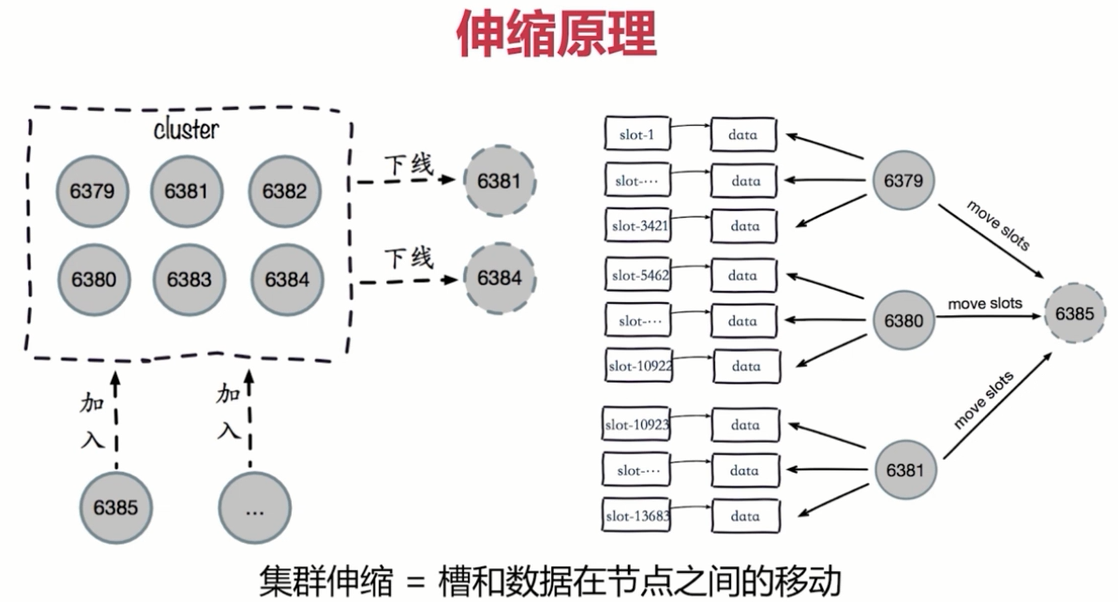 伸缩原理
cluster
6379
6381
6382
6380
6383
6384
下线
6381
下线
6384
加入
加入
6385
...
slot-1
data
slot-...
data
slot-3421
data
6379
move slots
slot-5462
data
slot-...
data
slot-10922
data
6380
move slots
6385
slot-10923
data
slot-...
data
slot-13683
data
6381
move slots
集群伸缩 = 槽和数据在节点之间的移动